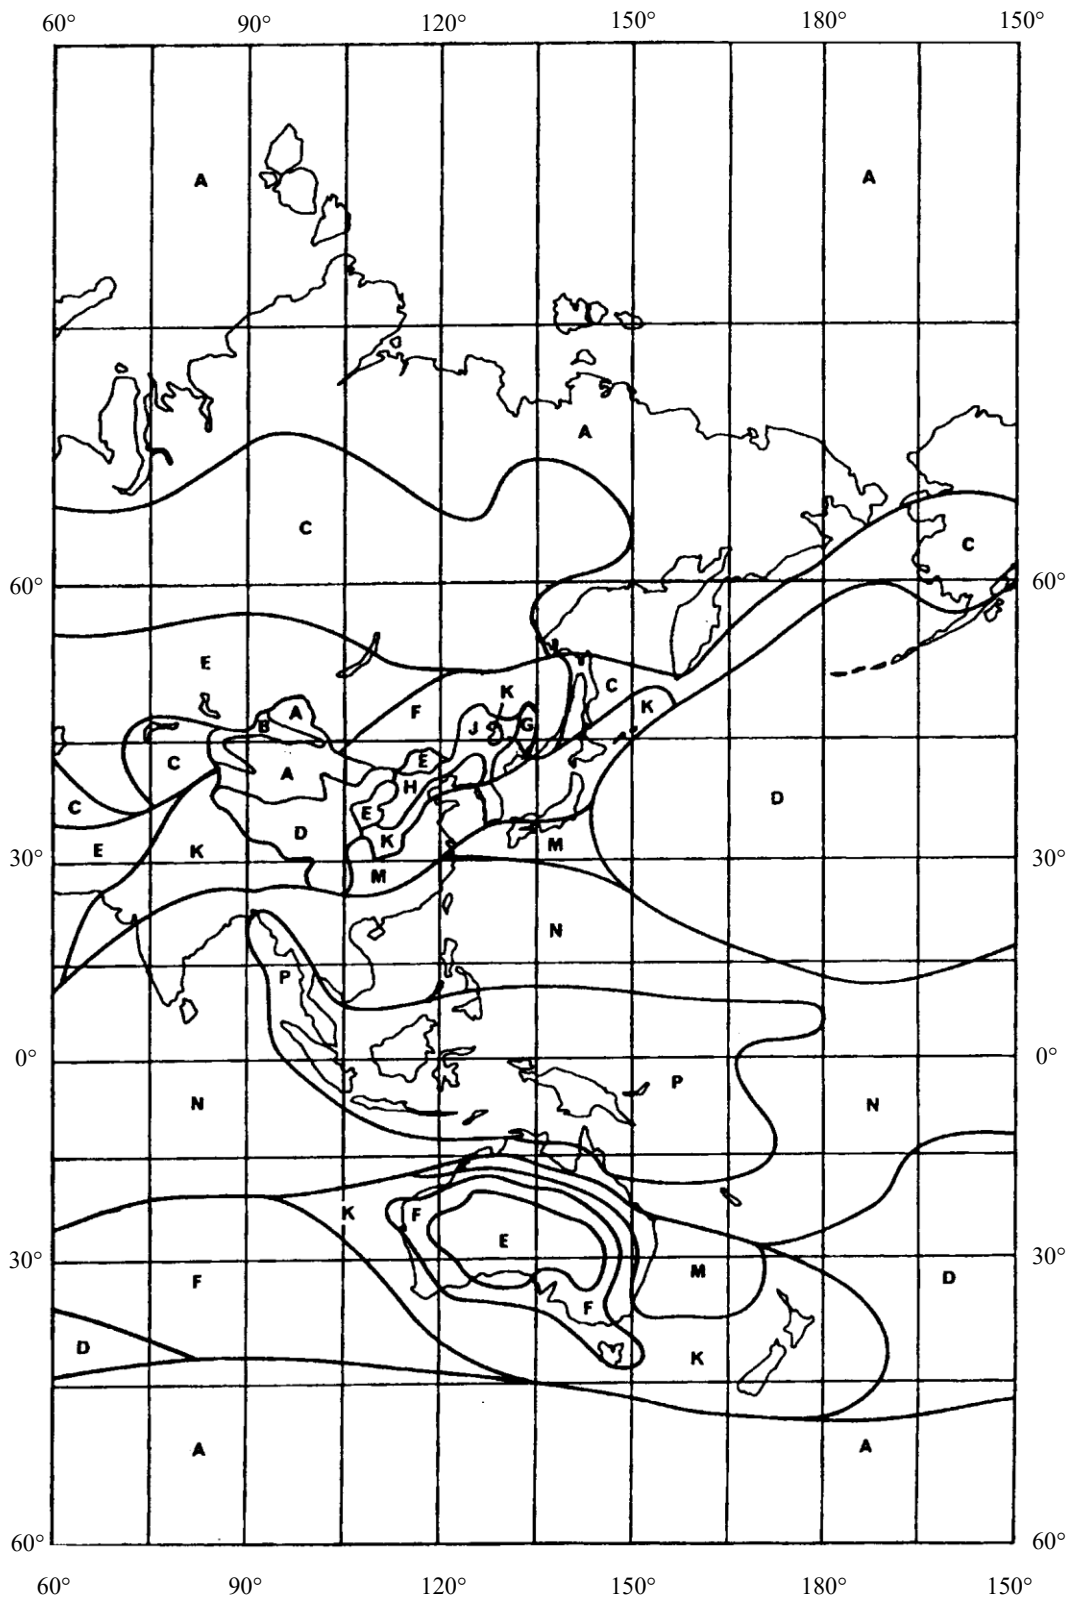 60° 90° 120° 150° 180° 150°
A A
A
C
C
60° 60°
E
K C
A F K
B J G
C E
A H
D
C E
D K
E K M
30° 30°
M
N
P
0° 0°
P
N N
K F
E
30° 30°
M D
F
F
D
K
A A
60° 60°
60° 90° 120° 150° 180° 150°